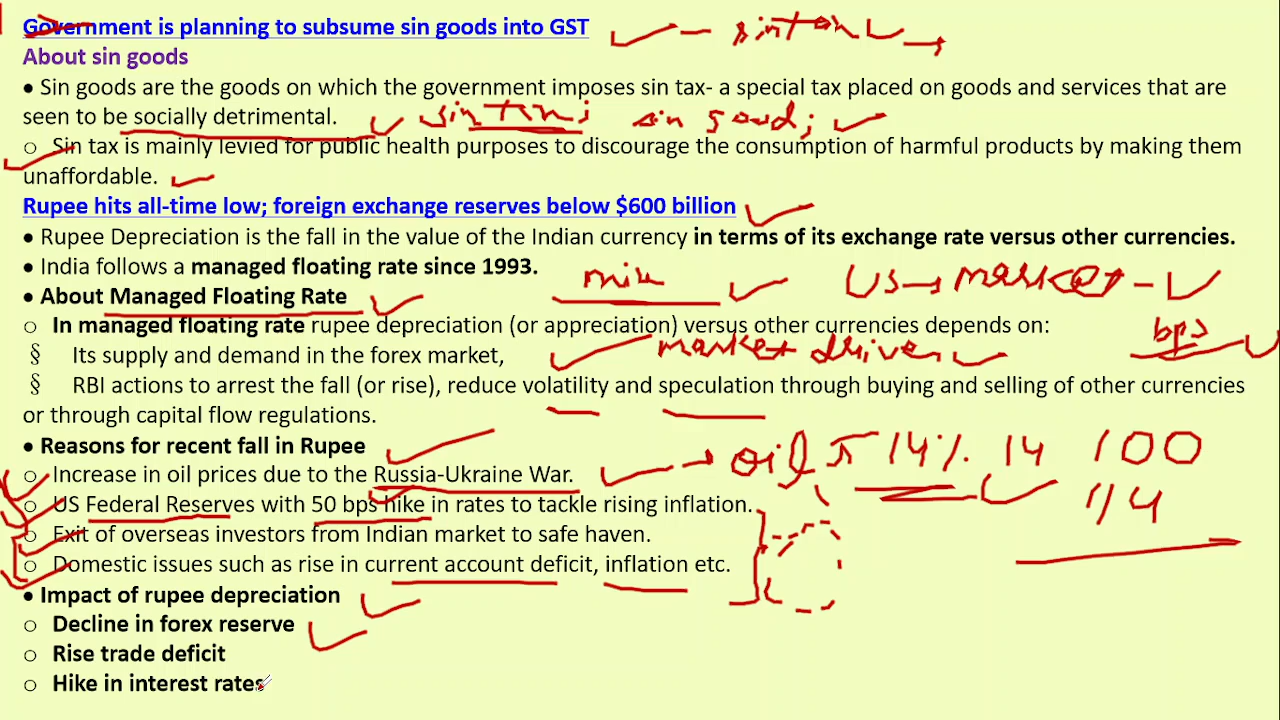 Government is planning to subsume sin goods into GST
About sin goods
• Sin goods are the goods on which the government imposes sin tax- a special tax placed on goods and services that are
seen to be socially detrimental. sin tax; sin good;
○ Sin tax is mainly levied for public health purposes to discourage the consumption of harmful products by making them
unaffordable.
Rupee hits all-time low; foreign exchange reserves below $600 billion
• Rupee Depreciation is the fall in the value of the Indian currency in terms of its exchange rate versus other currencies.
• India follows a managed floating rate since 1993. mix US → market -
• About Managed Floating Rate
○ In managed floating rate rupee depreciation (or appreciation) versus other currencies depends on: bps
§ Its supply and demand in the forex market, market driven
§ RBI actions to arrest the fall (or rise), reduce volatility and speculation through buying and selling of other currencies
or through capital flow regulations.
• Reasons for recent fall in Rupee
○ Increase in oil prices due to the Russia-Ukraine War. → oil 14% 14 100
○ US Federal Reserves with 50 bps hike in rates to tackle rising inflation. 114
○ Exit of overseas investors from Indian market to safe haven.
○ Domestic issues such as rise in current account deficit, inflation etc.
• Impact of rupee depreciation
○ Decline in forex reserve
○ Rise trade deficit
○ Hike in interest rates